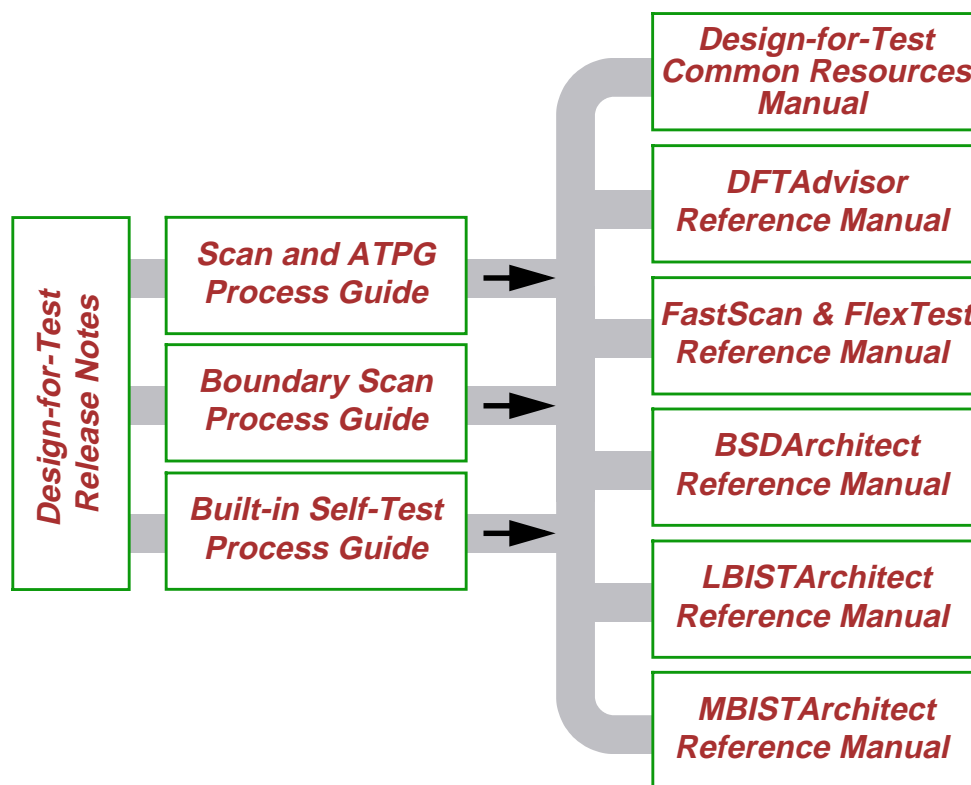 Design-for-Test
Release Notes
Scan and ATPG
Process Guide
Boundary Scan
Process Guide
Built-in Self-Test
Process Guide
Design-for-Test
Common Resources
Manual
DFTAdvisor
Reference Manual
FastScan & FlexTest
Reference Manual
BSDArchitect
Reference Manual
LBISTArchitect
Reference Manual
MBISTArchitect
Reference Manual